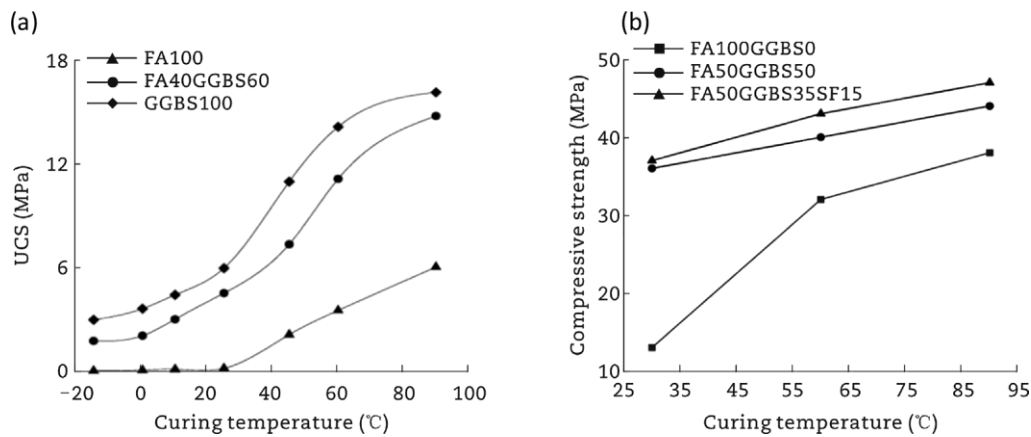 (a)
FA100
FA40GGBS60
GGBS100
UCS (MPa)
18
12
6
0
−20
0
20
40
60
80
100
Curing temperature (℃)
(b)
FA100GGBS0
FA50GGBS50
FA50GGBS35SF15
Compressive strength (MPa)
50
40
30
20
10
25
35
45
55
65
75
85
95
Curing temperature (℃)